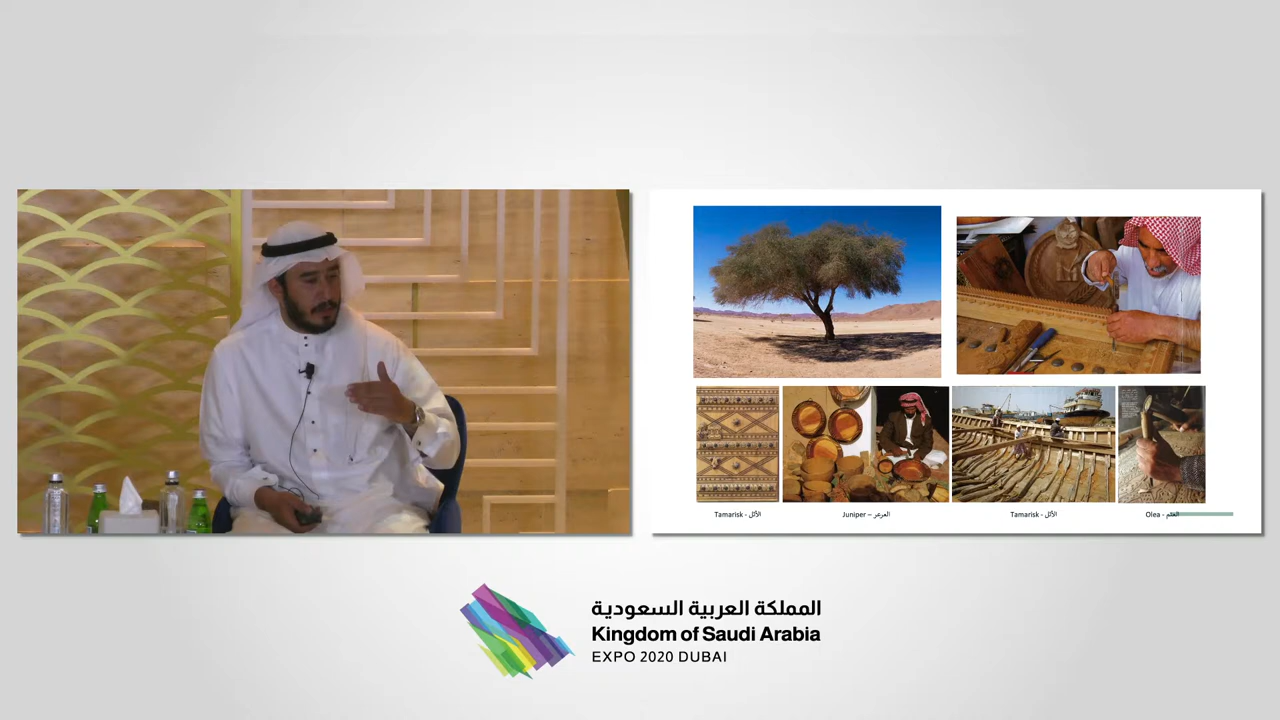 Tamarisk - الأثل
Juniper – العرعر
Tamarisk - الأثل
Olea - العتم
المملكة العربية السعودية
Kingdom of Saudi Arabia
EXPO 2020 DUBAI